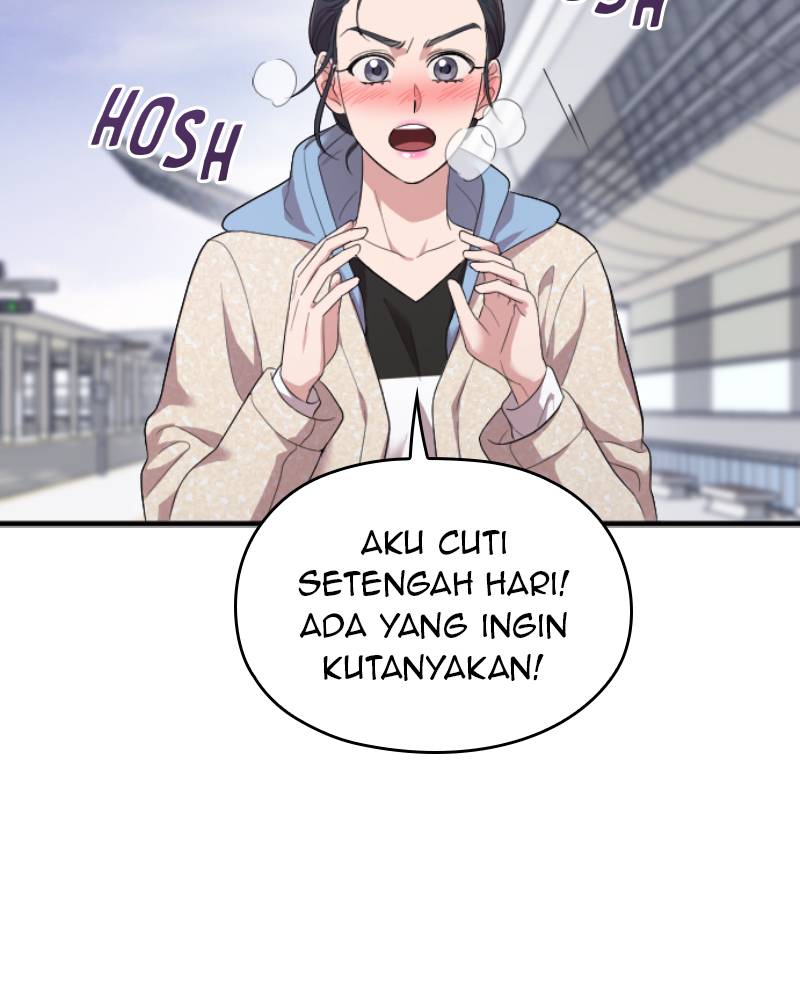 HOSH
HOSH
AKU CUTI
SETENGAH HARI!
ADA YANG INGIN
KUTANYAKAN!